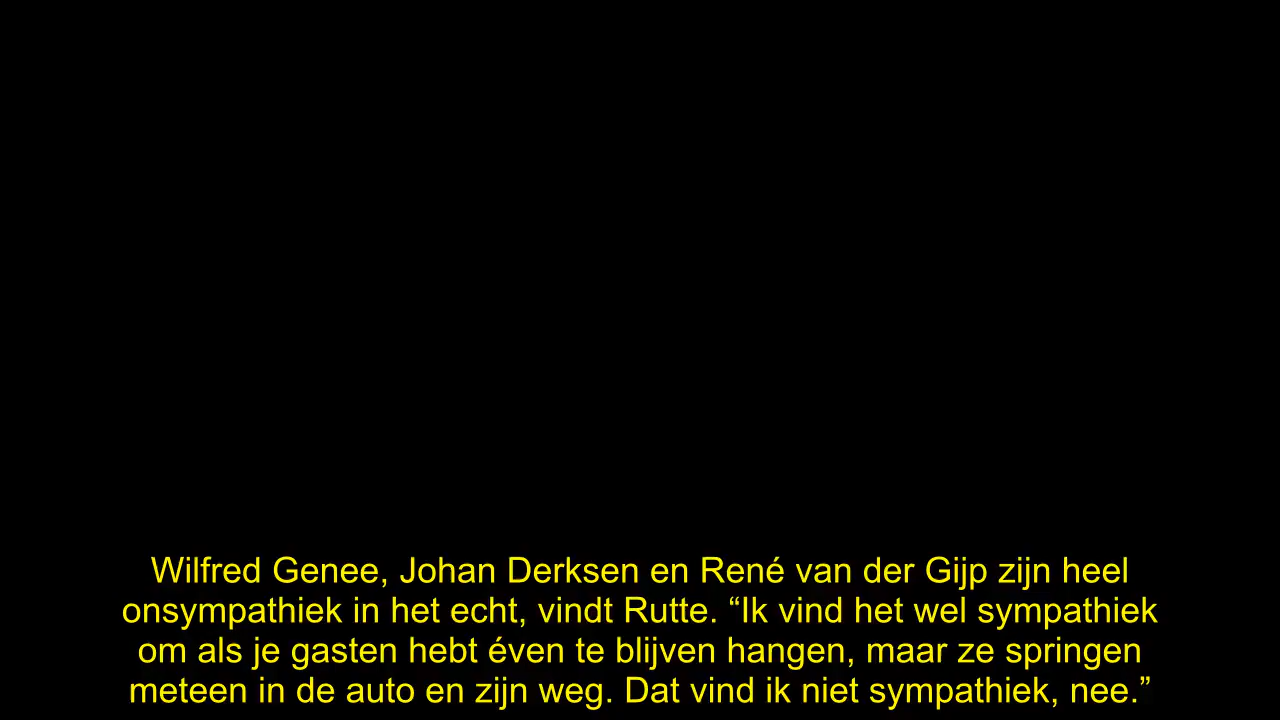 Wilfred Genee, Johan Derksen en René van der Gijp zijn heel
onsympathiek in het echt, vindt Rutte. “Ik vind het wel sympathiek
om als je gasten hebt éven te blijven hangen, maar ze springen
meteen in de auto en zijn weg. Dat vind ik niet sympathiek, nee.”